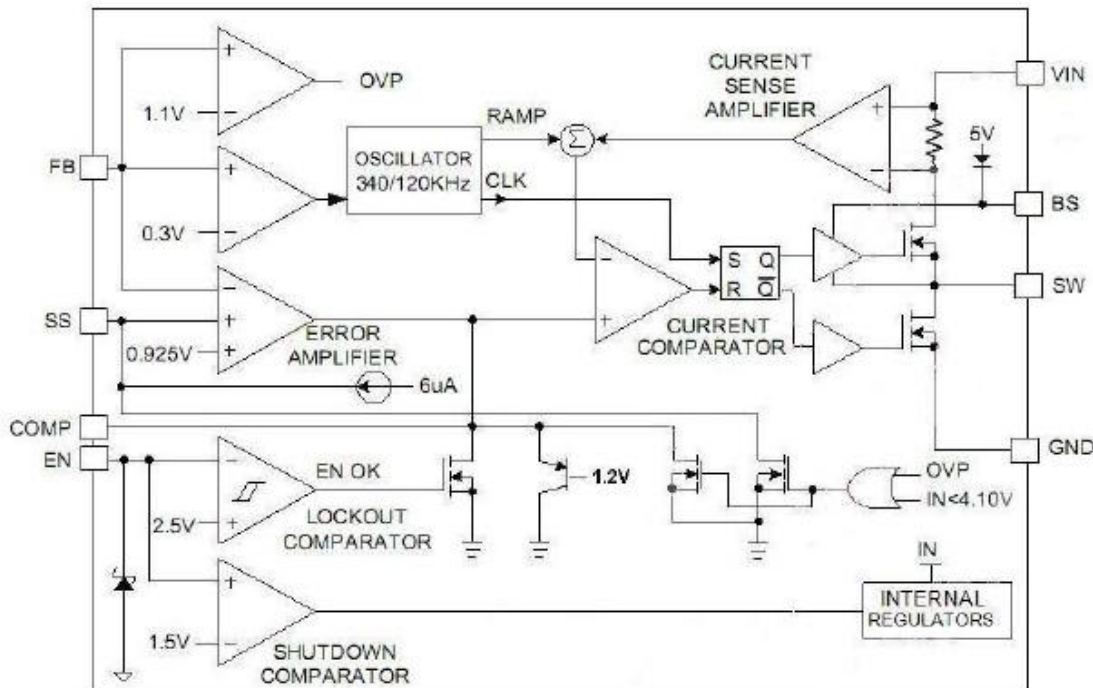 +
OVP
1.1V
−
CURRENT
SENSE
AMPLIFIER
+
−
VIN
5V
RAMP
Σ
FB
+
0.3V
−
OSCILLATOR
340/120KHz
CLK
BS
SS
−
+
0.925V
+
ERROR
AMPLIFIER
−
+
S Q
R Q̅
CURRENT
COMPARATOR
SW
6uA
COMP
EN
−
EN OK
2.5V
+
LOCKOUT
COMPARATOR
1.2V
OVP
IN<4.10V
GND
+
1.5V
−
SHUTDOWN
COMPARATOR
IN
INTERNAL
REGULATORS